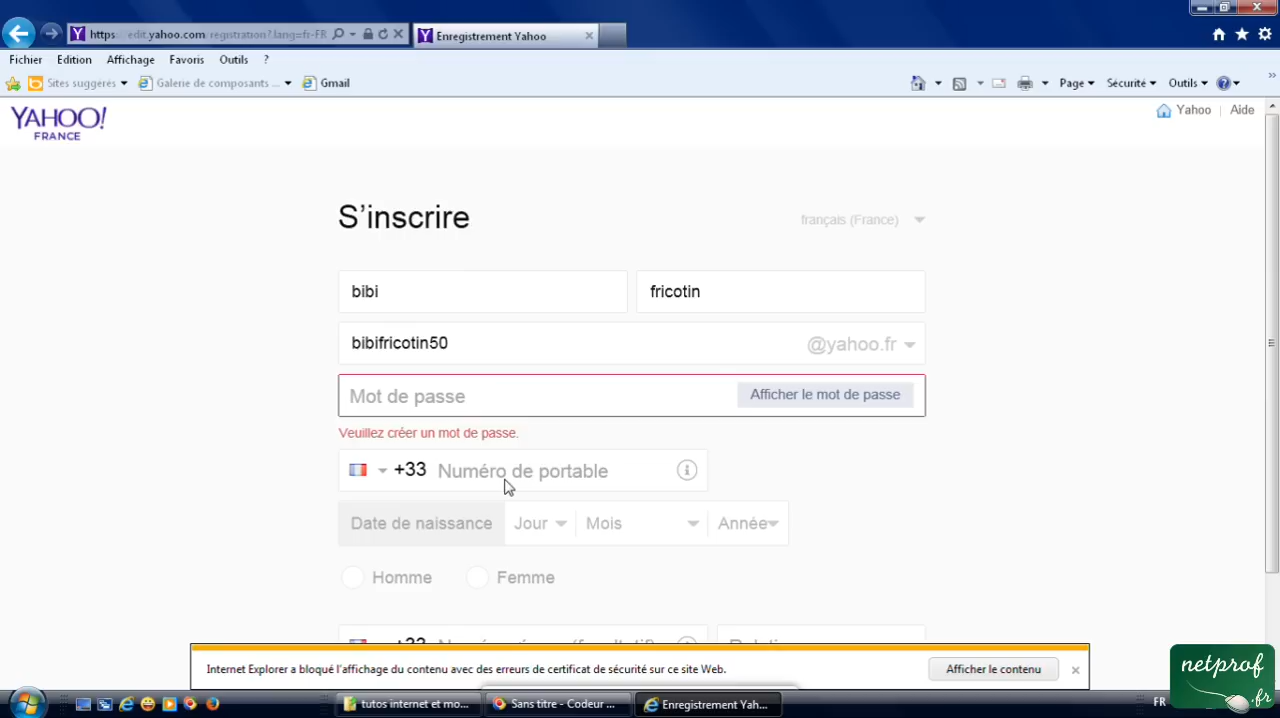 https edit.yahoo.com/registration?.lang=fr-FR
Enregistrement Yahoo
Fichier Edition Affichage Favoris Outils ?
Sites suggérés Galerie de composants ... Gmail
Page Sécurité Outils
YAHOO!
FRANCE
Yahoo | Aide
S'inscrire
français (France)
bibi fricotin
bibifricotin50 @yahoo.fr
Mot de passe Afficher le mot de passe
Veuillez créer un mot de passe.
+33 Numéro de portable
Date de naissance Jour Mois Année
Homme Femme
+33
Internet Explorer a bloqué l'affichage du contenu avec des erreurs de certificat de sécurité sur ce site Web. Afficher le contenu
netprof
.fr
tutos internet et mo... Sans titre - Codeur ... Enregistrement Yah... FR